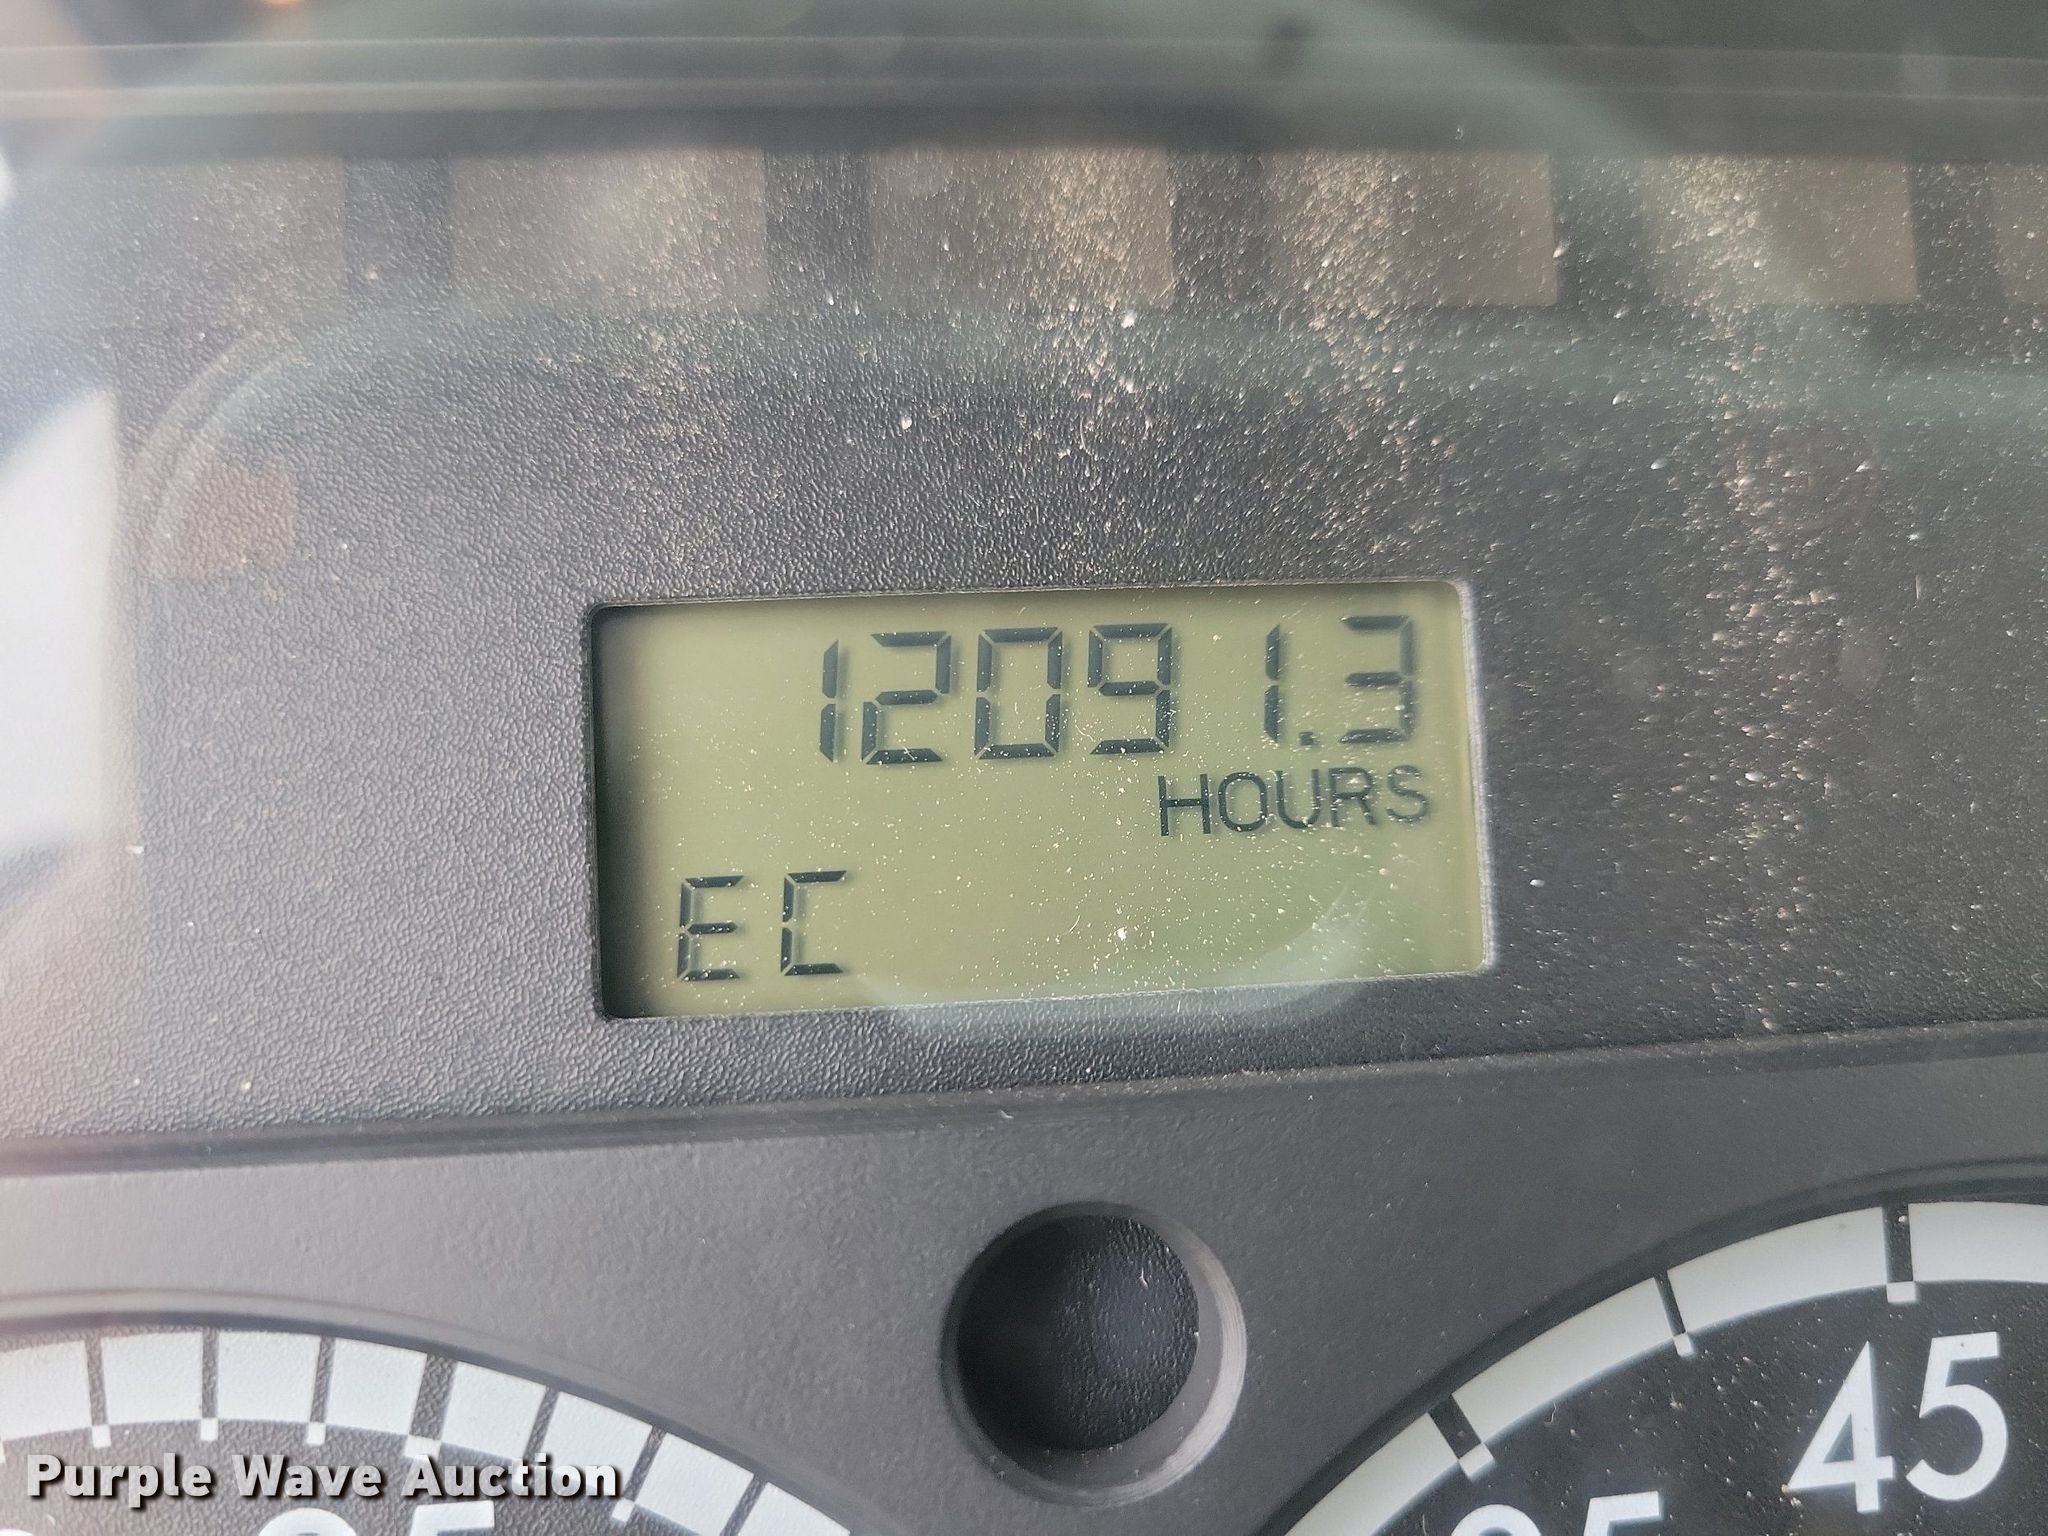 12091.3
HOURS
EC
45
Purple Wave Auction